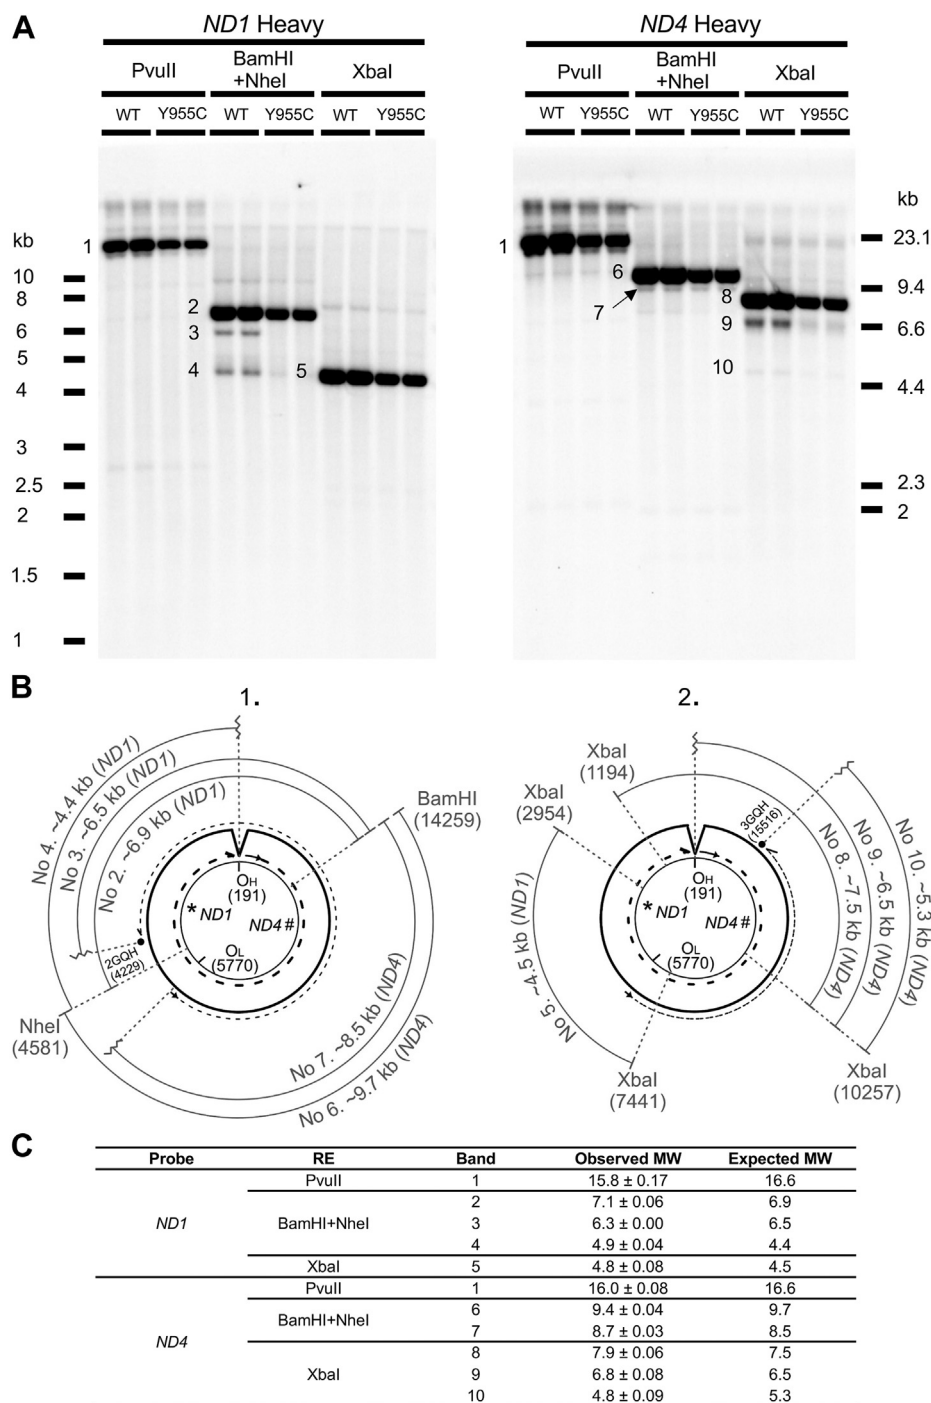 A
ND1 Heavy
PvuII
BamHI
+NheI
XbaI
WT Y955C WT Y955C WT Y955C
kb
10
8
6
5
4
3
2.5
2
1.5
1
1
2
3
4
5
ND4 Heavy
PvuII
BamHI
+NheI
XbaI
WT Y955C WT Y955C WT Y955C
1
6
7
8
9
10
kb
23.1
9.4
6.6
4.4
2.3
2
B
1.
No 4. ~4.4 kb (ND1)
No 3. ~6.5 kb (ND1)
No 2. ~6.9 kb (ND1)
BamHI
(14259)
OH
(191)
* ND1
ND4 #
OL
(5770)
2GQH
(4229)
NheI
(4581)
No 7. ~8.5 kb (ND4)
No 6. ~9.7 kb (ND4)
2.
XbaI
(1194)
XbaI
(2954)
3GQH
(15516)
OH
(191)
* ND1
ND4 #
OL
(5770)
No 5. ~4.5 kb (ND1)
No 8. ~7.5 kb (ND4)
No 9. ~6.5 kb (ND4)
No 10. ~5.3 kb (ND4)
XbaI
(7441)
XbaI
(10257)
C
Probe RE Band Observed MW Expected MW
ND1 PvuII 1 15.8 ± 0.17 16.6
BamHI+NheI 2 7.1 ± 0.06 6.9
3 6.3 ± 0.00 6.5
4 4.9 ± 0.04 4.4
XbaI 5 4.8 ± 0.08 4.5
ND4 PvuII 1 16.0 ± 0.08 16.6
BamHI+NheI 6 9.4 ± 0.04 9.7
7 8.7 ± 0.03 8.5
XbaI 8 7.9 ± 0.06 7.5
9 6.8 ± 0.08 6.5
10 4.8 ± 0.09 5.3